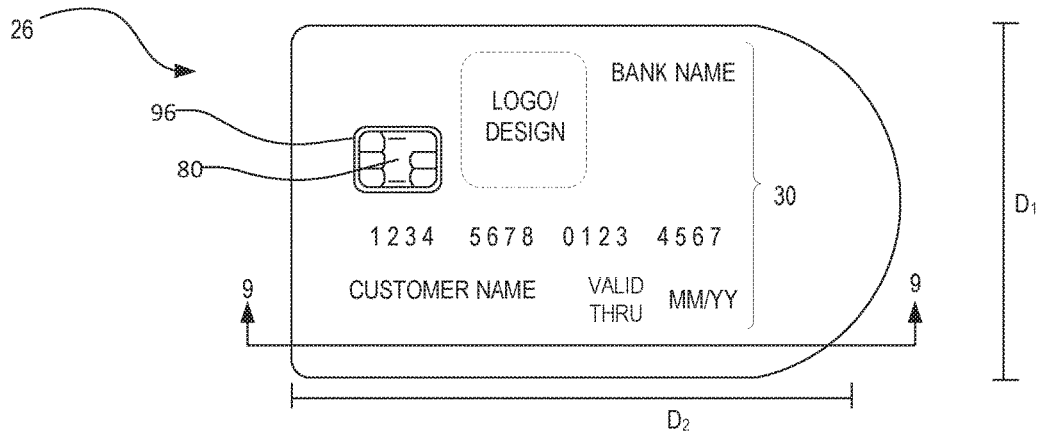 26
BANK NAME
LOGO/
DESIGN
96
80
30
D1
1234 5678 0123 4567
9 9
CUSTOMER NAME
VALID
THRU
MM/YY
D2